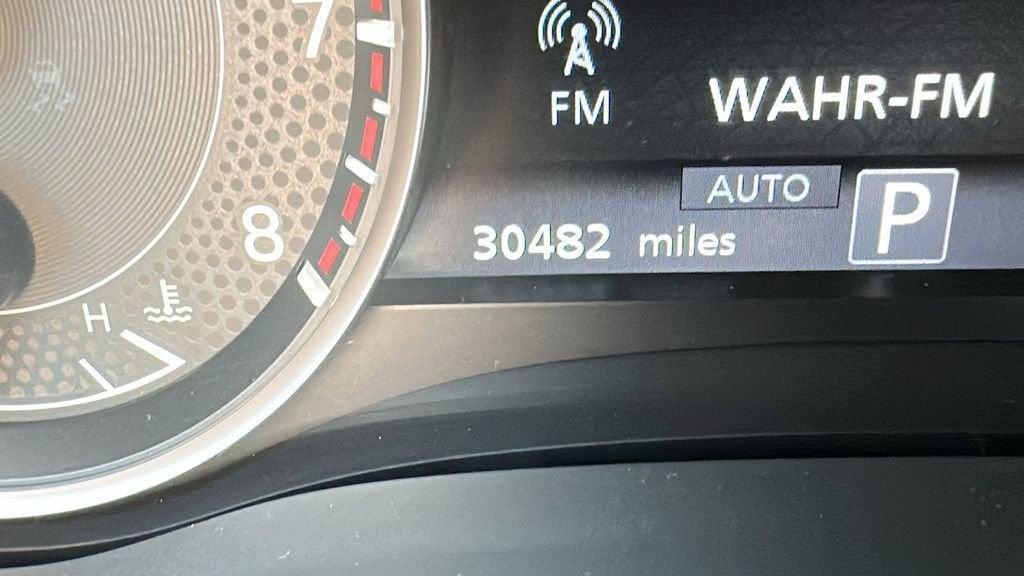 7
8
H
FM
WAHR-FM
AUTO
P
30482 miles